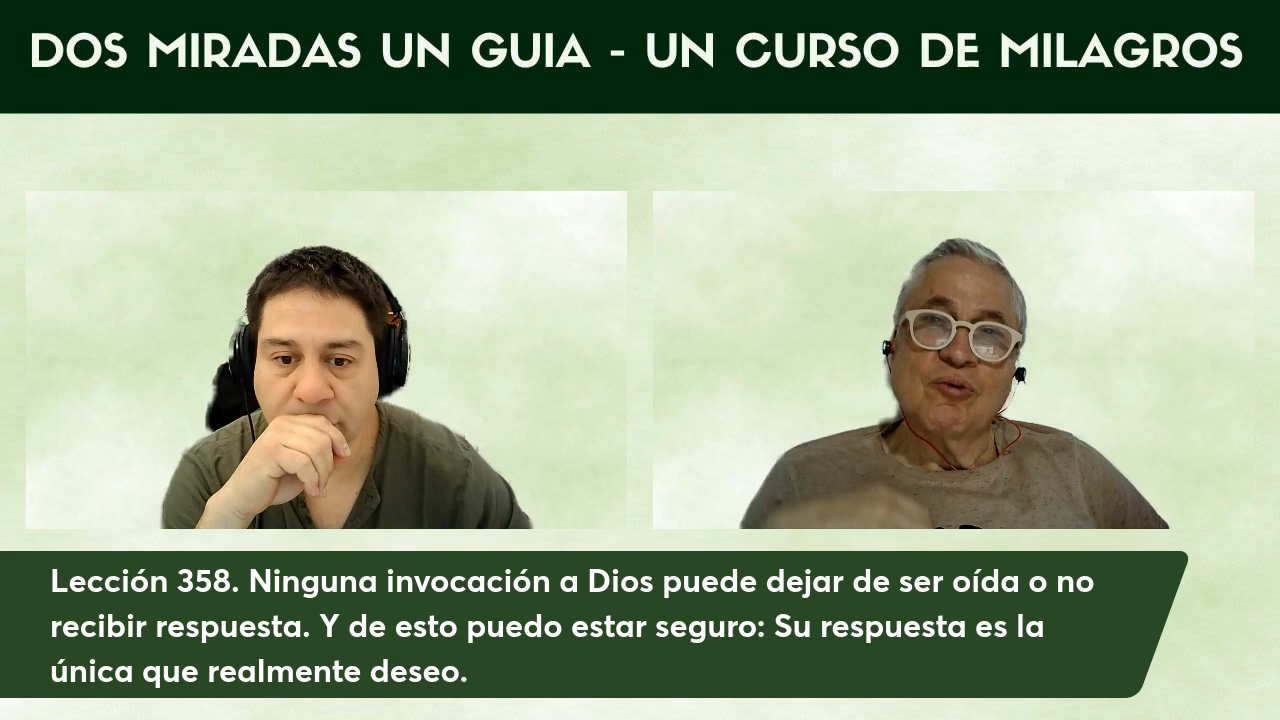 DOS MIRADAS UN GUIA - UN CURSO DE MILAGROS
Lección 358. Ninguna invocación a Dios puede dejar de ser oída o no
recibir respuesta. Y de esto puedo estar seguro: Su respuesta es la
única que realmente deseo.